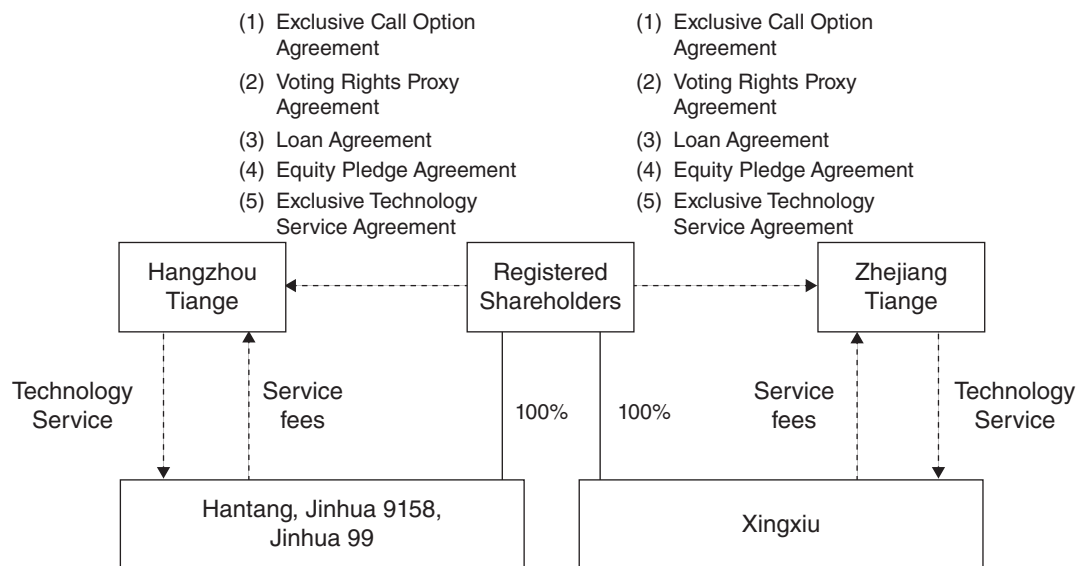 (1) Exclusive Call Option
Agreement
(2) Voting Rights Proxy
Agreement
(3) Loan Agreement
(4) Equity Pledge Agreement
(5) Exclusive Technology
Service Agreement
(1) Exclusive Call Option
Agreement
(2) Voting Rights Proxy
Agreement
(3) Loan Agreement
(4) Equity Pledge Agreement
(5) Exclusive Technology
Service Agreement
Hangzhou
Tiange
Registered
Shareholders
Zhejiang
Tiange
Technology
Service
Service
fees
100%
100%
Service
fees
Technology
Service
Hantang, Jinhua 9158,
Jinhua 99
Xingxiu